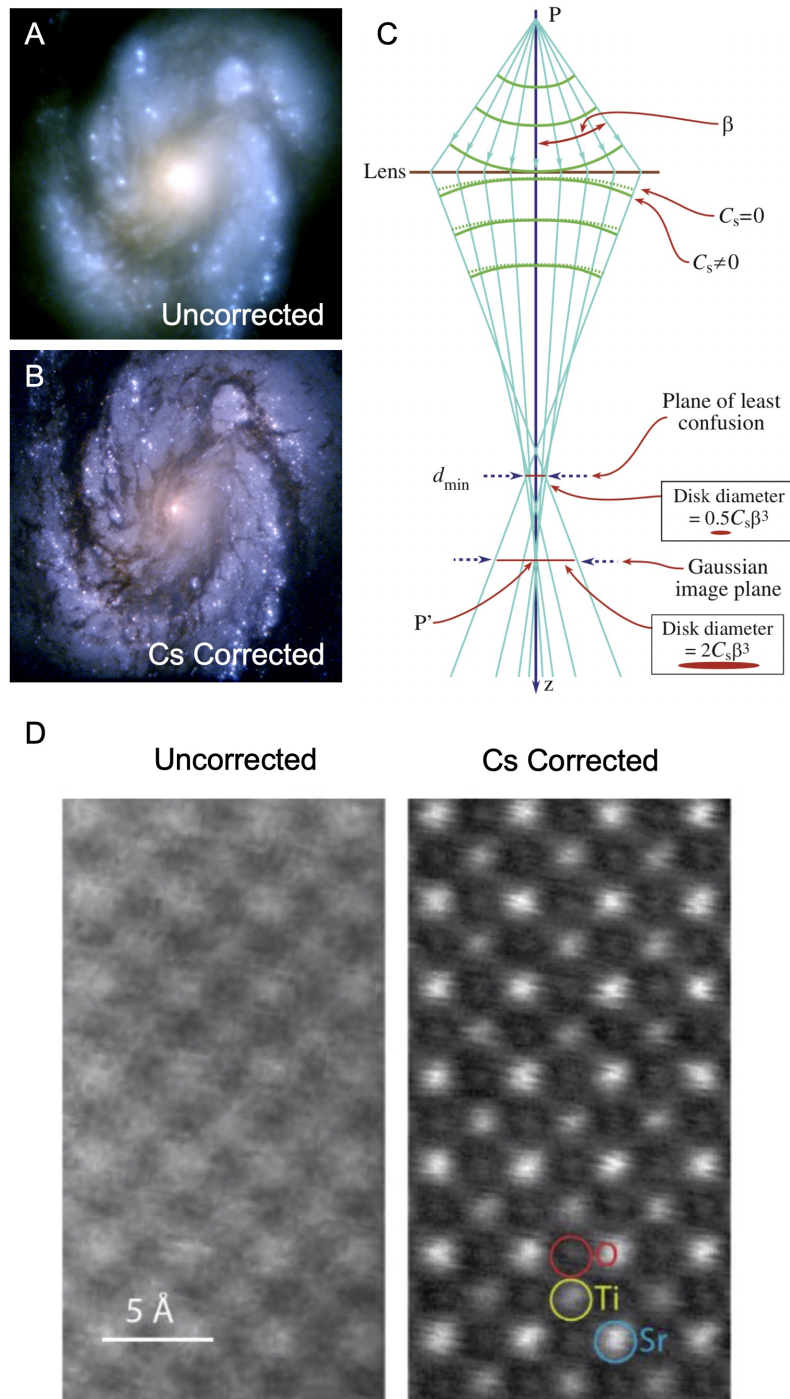 A
Uncorrected
B
Cs Corrected
C
P
β
Lens
Cₛ=0
Cₛ≠0
Plane of least
confusion
dₘᵢₙ
Disk diameter
= 0.5Cₛβ³
Gaussian
image plane
P'
Disk diameter
= 2Cₛβ³
z
D
Uncorrected
Cs Corrected
5 Å
O
Ti
Sr